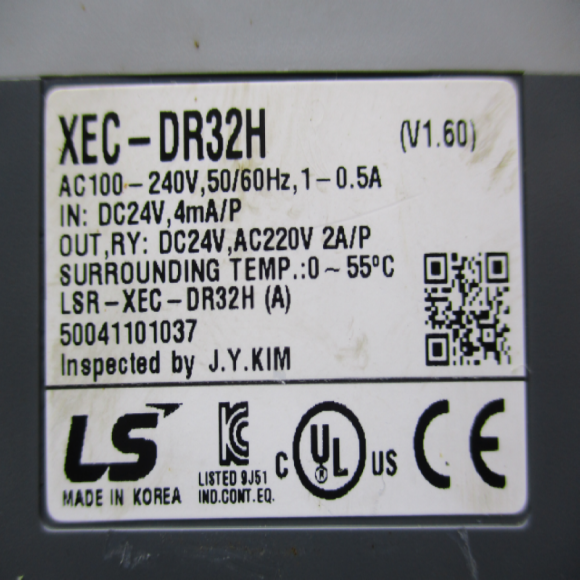 XEC-DR32H (V1.60)
AC100-240V,50/60Hz,1-0.5A
IN: DC24V,4mA/P
OUT,RY: DC24V,AC220V 2A/P
SURROUNDING TEMP.:0~55ºC
LSR-XEC-DR32H (A)
50041101037
Inspected by J.Y.KIM
LS
MADE IN KOREA
KC
LISTED 9J51
IND.CONT.EQ.
C UL® US
CE